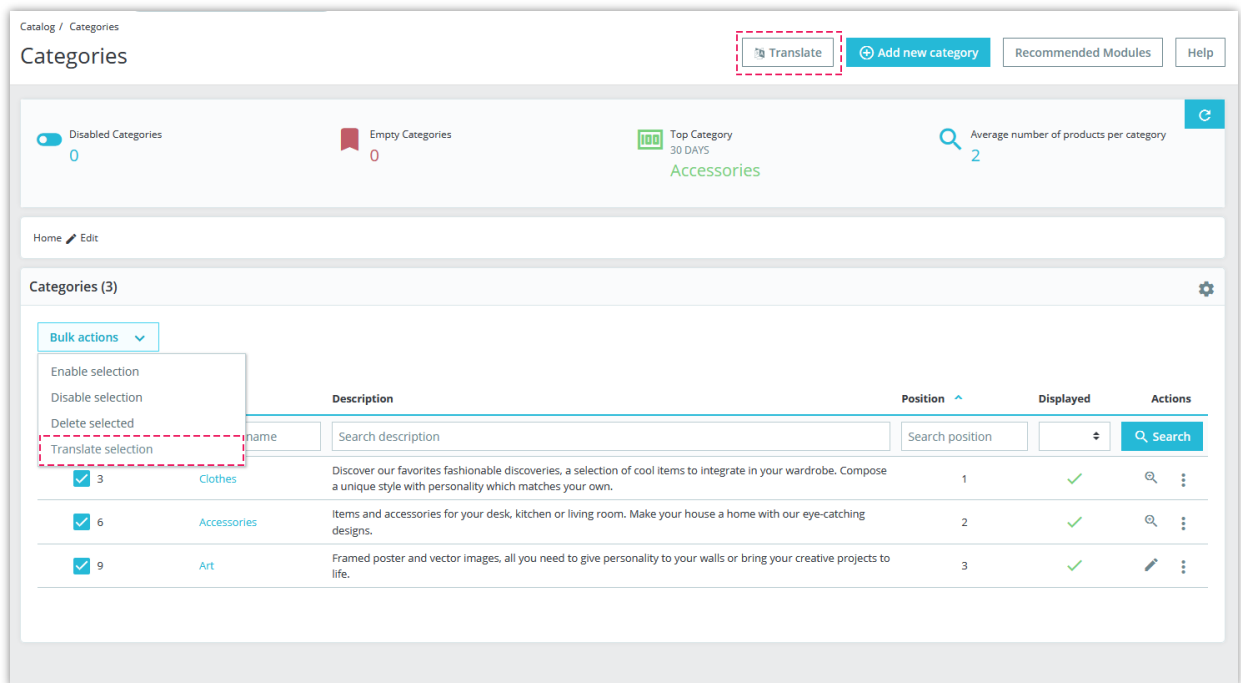 Catalog / Categories
Categories
Translate
Add new category
Recommended Modules
Help
Disabled Categories
0
Empty Categories
0
100
Top Category
30 DAYS
Accessories
Average number of products per category
2
Home Edit
Categories (3)
Bulk actions
Enable selection
Disable selection
Delete selected
Translate selection
Description
Position
Displayed
Actions
name
Search description
Search position
Search
3
Clothes
Discover our favorites fashionable discoveries, a selection of cool items to integrate in your wardrobe. Compose
a unique style with personality which matches your own.
1
6
Accessories
Items and accessories for your desk, kitchen or living room. Make your house a home with our eye-catching
designs.
2
9
Art
Framed poster and vector images, all you need to give personality to your walls or bring your creative projects to
life.
3